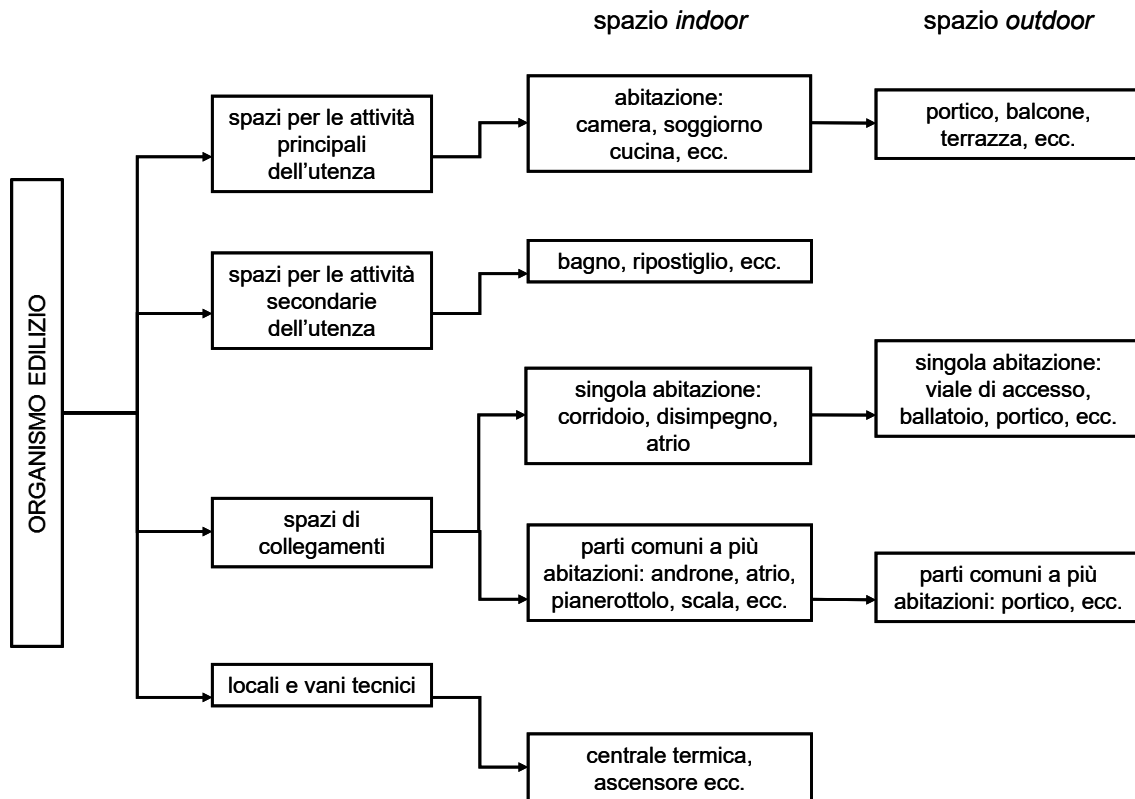 spazio indoor
spazio outdoor
ORGANISMO EDILIZIO
spazi per le attività
principali
dell'utenza
abitazione:
camera, soggiorno
cucina, ecc.
portico, balcone,
terrazza, ecc.
spazi per le attività
secondarie
dell'utenza
bagno, ripostiglio, ecc.
spazi di
collegamenti
singola abitazione:
corridoio, disimpegno,
atrio
singola abitazione:
viale di accesso,
ballatoio, portico, ecc.
parti comuni a più
abitazioni: androne, atrio,
pianerottolo, scala, ecc.
parti comuni a più
abitazioni: portico, ecc.
locali e vani tecnici
centrale termica,
ascensore ecc.